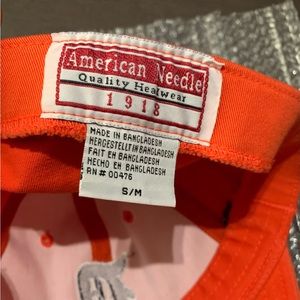 American Needle
Quality Headwear
1918
MADE IN BANGLADESH
HERGESTELLT IN BANGLADESH
FAIT EN BANGLADESH
HECHO EN BANGLADESH
RN# 00476
S/M